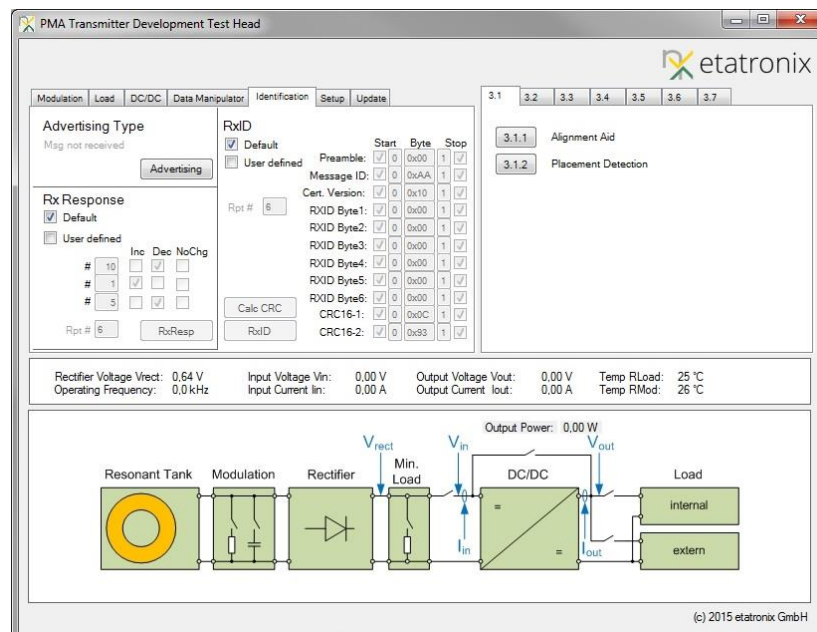 PMA Transmitter Development Test Head
etatronix
Modulation Load DC/DC Data Manipulator Identification Setup Update
Advertising Type
Msg not received
Advertising
Rx Response
Default
User defined
Inc Dec NoChg
# 10
# 1
# 5
Rpt # 6 RxResp
RxID
Default
User defined
Rpt # 6
Calc CRC
RxID
Start Byte Stop
Preamble: 0 0x00 1
Message ID: 0 0xAA 1
Cert. Version: 0 0x10 1
RXID Byte1: 0 0x00 1
RXID Byte2: 0 0x00 1
RXID Byte3: 0 0x00 1
RXID Byte4: 0 0x00 1
RXID Byte5: 0 0x00 1
RXID Byte6: 0 0x00 1
CRC16-1: 0 0x0C 1
CRC16-2: 0 0x93 1
3.1 3.2 3.3 3.4 3.5 3.6 3.7
3.1.1 Alignment Aid
3.1.2 Placement Detection
Rectifier Voltage Vrect: 0,64 V Input Voltage Vin: 0,00 V Output Voltage Vout: 0,00 V Temp RLoad: 25 °C
Operating Frequency: 0,0 kHz Input Current Iin: 0,00 A Output Current Iout: 0,00 A Temp RMod: 26 °C
Output Power: 0,00 W
Vrect Vin Vout
Resonant Tank Modulation Rectifier Min. Load DC/DC Load
internal
= =
Iin Iout
extern
(c) 2015 etatronix GmbH